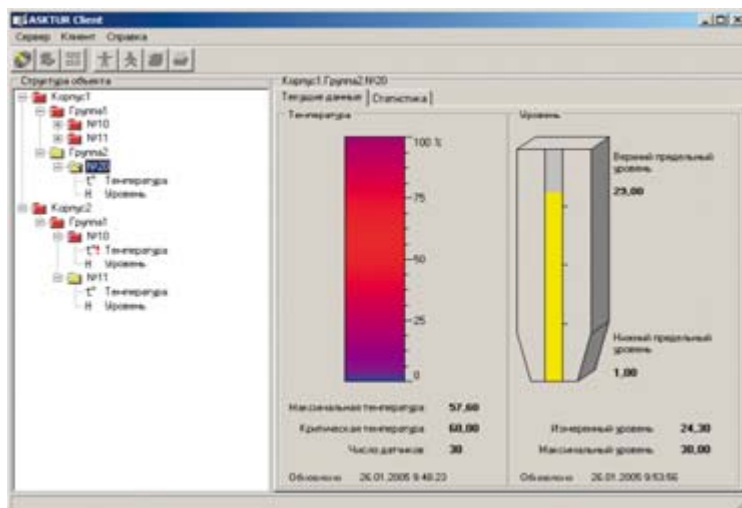 ASKTUR Client
Сервер Клиент Справка
Структура объекта
Корпус1
Группа1
№10
№11
Группа2
№20
t° Температура
H Уровень
Корпус2
Группа1
№10
t°! Температура
H Уровень
№11
t° Температура
H Уровень
Корпус1.Группа2.№20
Текущие данные Статистика
Температура
100 %
75
50
25
0
Максимальная температура 57,60
Критическая температура 60,00
Число датчиков 30
Обновлено 26.01.2005 9:48:23
Уровень
Верхний предельный
уровень
29,00
Нижний предельный
уровень
1,00
Измеренный уровень 24,30
Максимальный уровень 30,00
Обновлено 26.01.2005 9:53:56